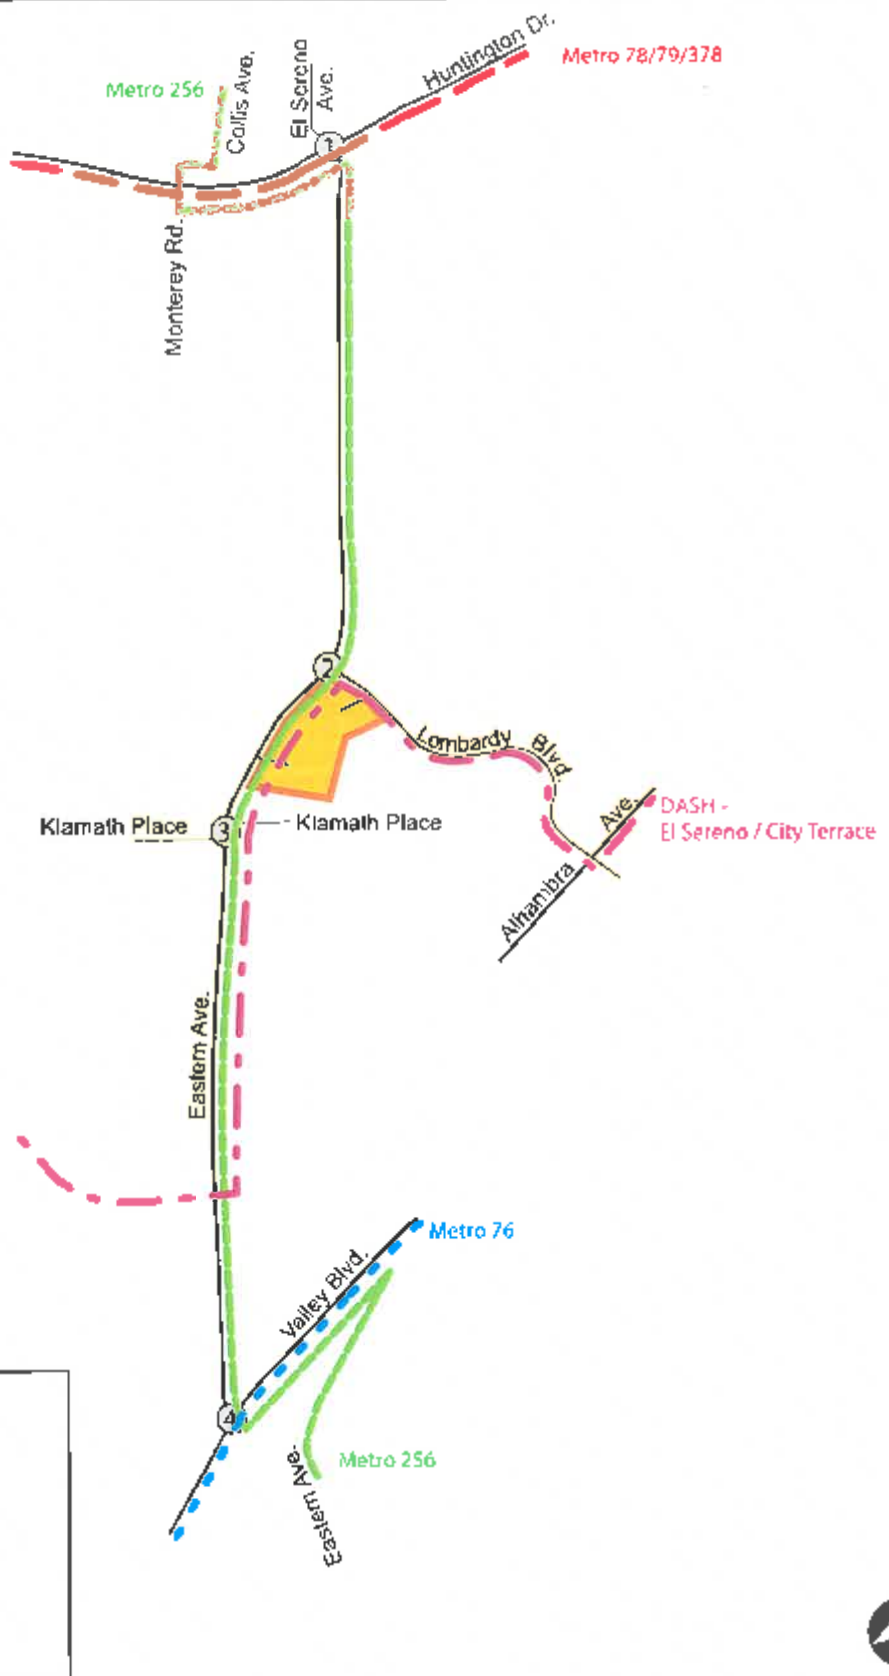 Huntington Dr.
Metro 78/79/378
Metro 256
Collis Ave.
El Sereno
Ave.
1
Monterey Rd.
2
Lombardy Blvd.
Klamath Place
3
Klamath Place
Alhambra Ave.
DASH -
El Sereno / City Terrace
Eastern Ave.
Metro 76
Valley Blvd.
4
Metro 256
Eastern Ave.